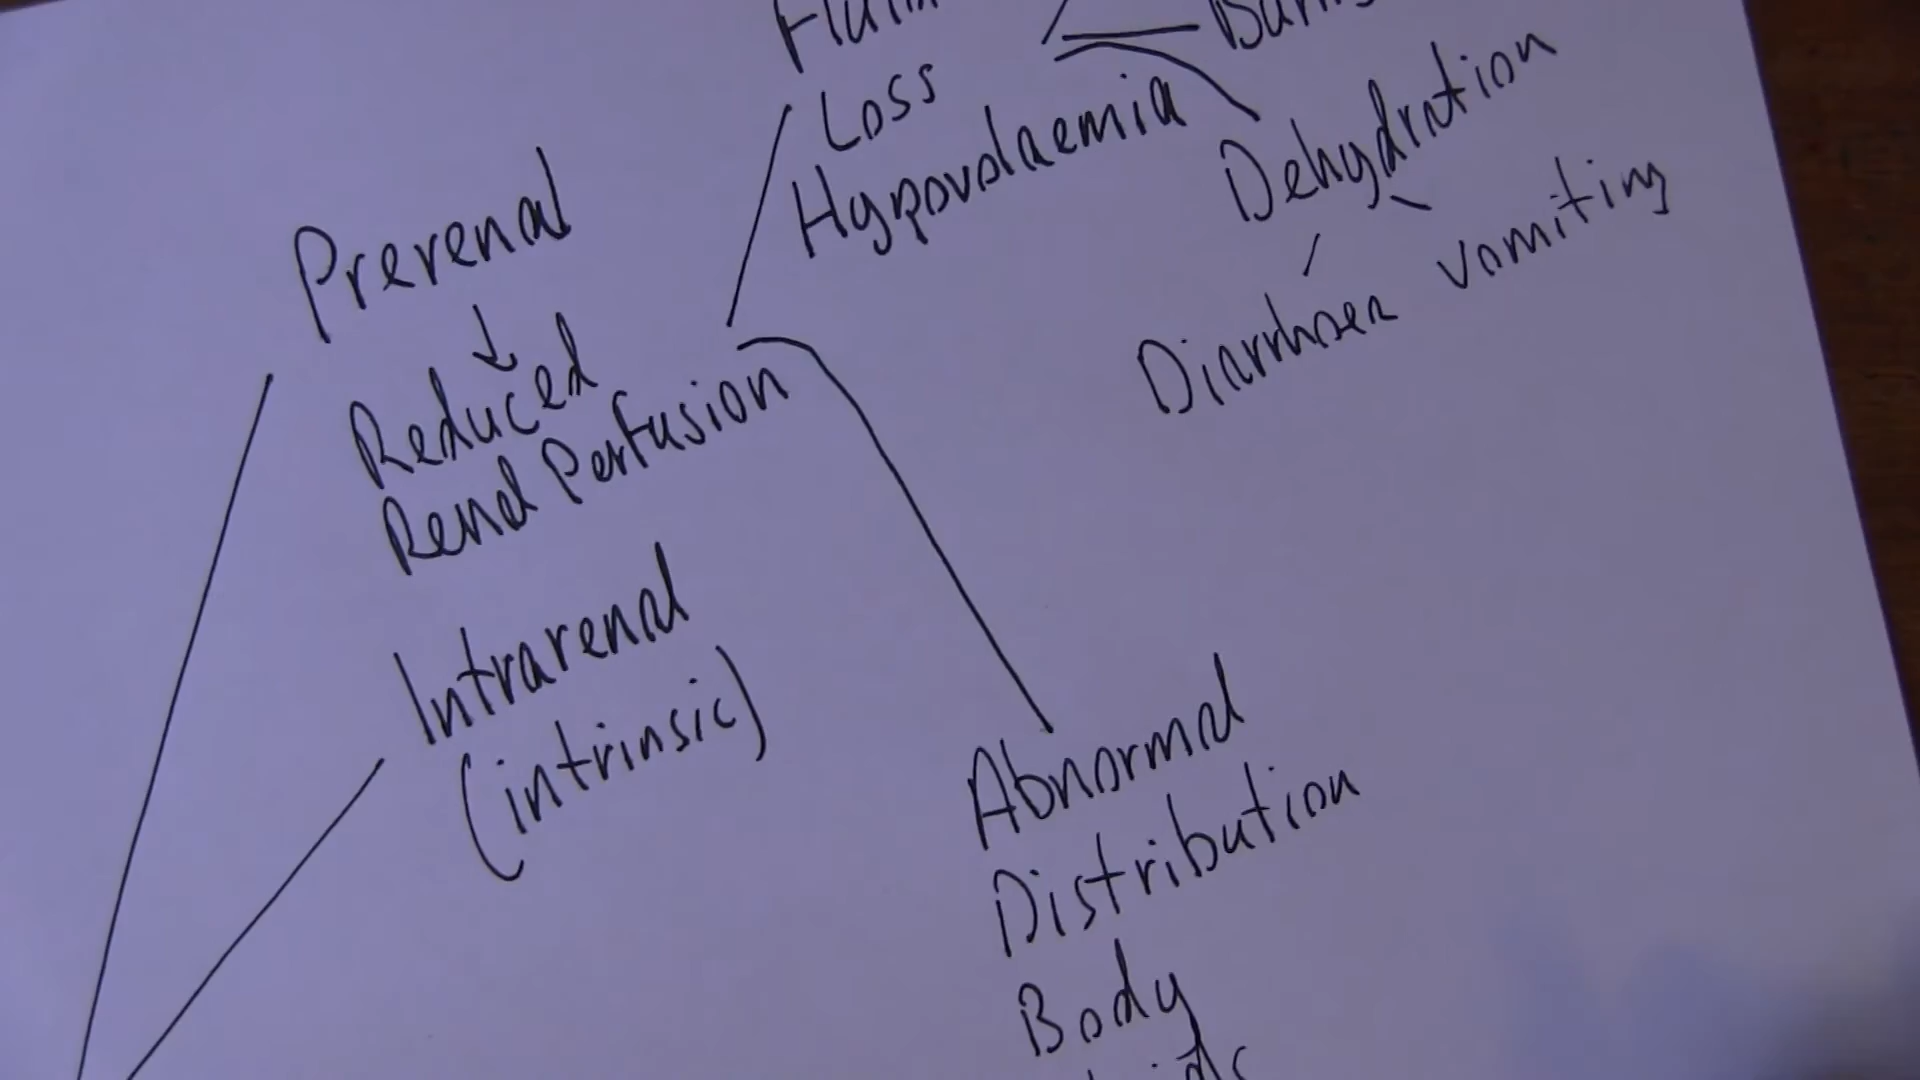 Loss
Hypovolaemia
Dehydration
Diarrhoea vomiting
Prerenal
Reduced
Renal Perfusion
Intrarenal
(intrinsic)
Abnormal
Distribution
Body